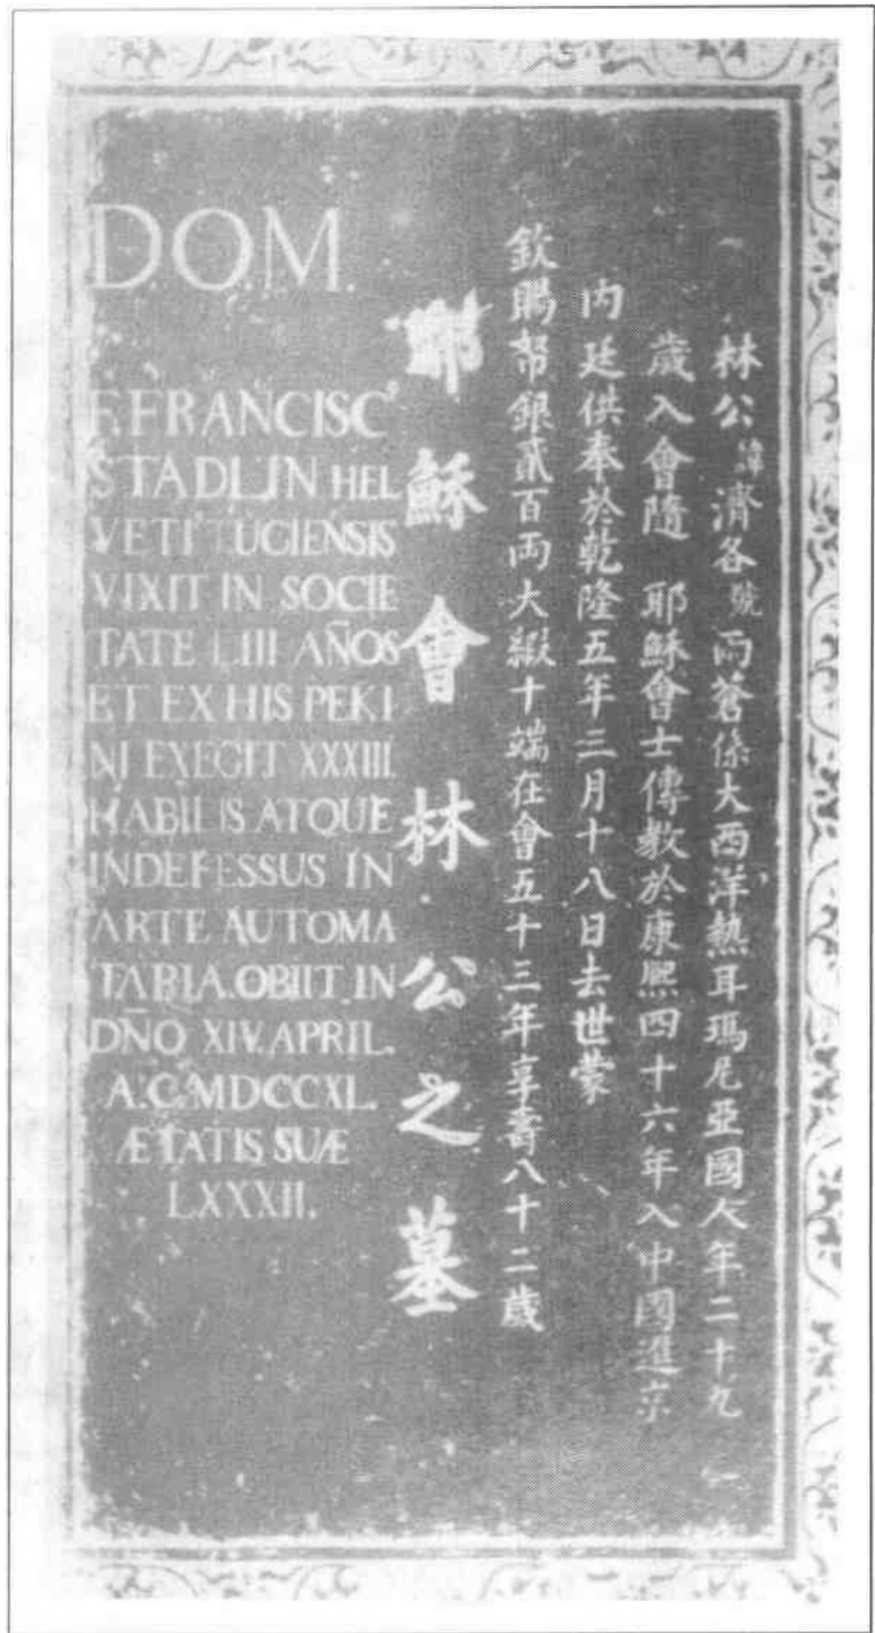 D.O.M.
F. FRANCISC⁹
STADLIN HEL
VETI TUGIENSIS
VIXIT IN SOCIE
TATE LIII AÑOS
ET EX HIS PEKI
NI EXEGIT XXXIII.
HABILIS ATQUE
INDEFESSUS IN
ARTE AUTOMA
TARIA. OBIIT IN
DÑO XIV. APRIL.
A.C. MDCCXL.
ÆTATIS SUÆ
LXXXII.
耶穌會林公之墓
林公諱濟各號雨蒼係大西洋熱耳瑪尼亞國人年二十九
歲入會隨 耶穌會士傳教於康熙四十六年入中國進京
內廷供奉於乾隆五年三月十八日去世蒙
欽賜帑銀貳百兩大緞十端在會五十三年享壽八十二歲